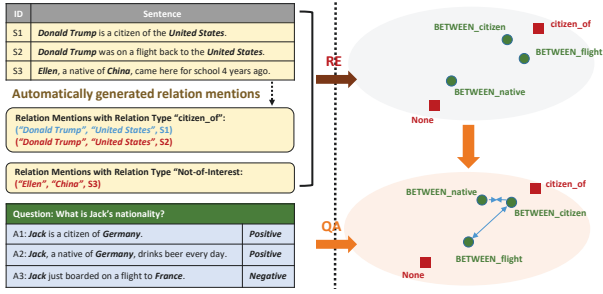 ID Sentence
S1 Donald Trump is a citizen of the United States.
S2 Donald Trump was on a flight back to the United States.
S3 Ellen, a native of China, came here for school 4 years ago.
Automatically generated relation mentions
Relation Mentions with Relation Type "citizen_of":
("Donald Trump", "United States", S1)
("Donald Trump", "United States", S2)
Relation Mentions with Relation Type "Not-of-Interest:
("Ellen", "China", S3)
Question: What is Jack's nationality?
A1: Jack is a citizen of Germany. Positive
A2: Jack, a native of Germany, drinks beer every day. Positive
A3: Jack just boarded on a flight to France. Negative
RE
QA
BETWEEN_citizen
citizen_of
BETWEEN_flight
BETWEEN_native
None
citizen_of
BETWEEN_native
BETWEEN_citizen
BETWEEN_flight
None